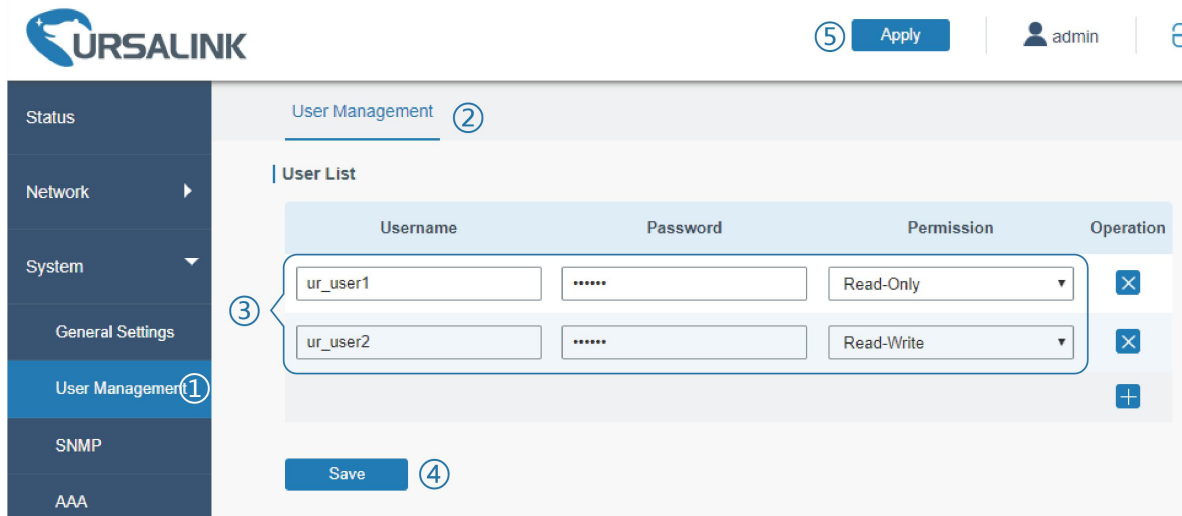 URSALINK
⑤ Apply
admin
Status
User Management ②
User List
Network
Username Password Permission Operation
System
ur_user1 •••••• Read-Only
③
General Settings
ur_user2 •••••• Read-Write
User Management ①
SNMP
Save ④
AAA